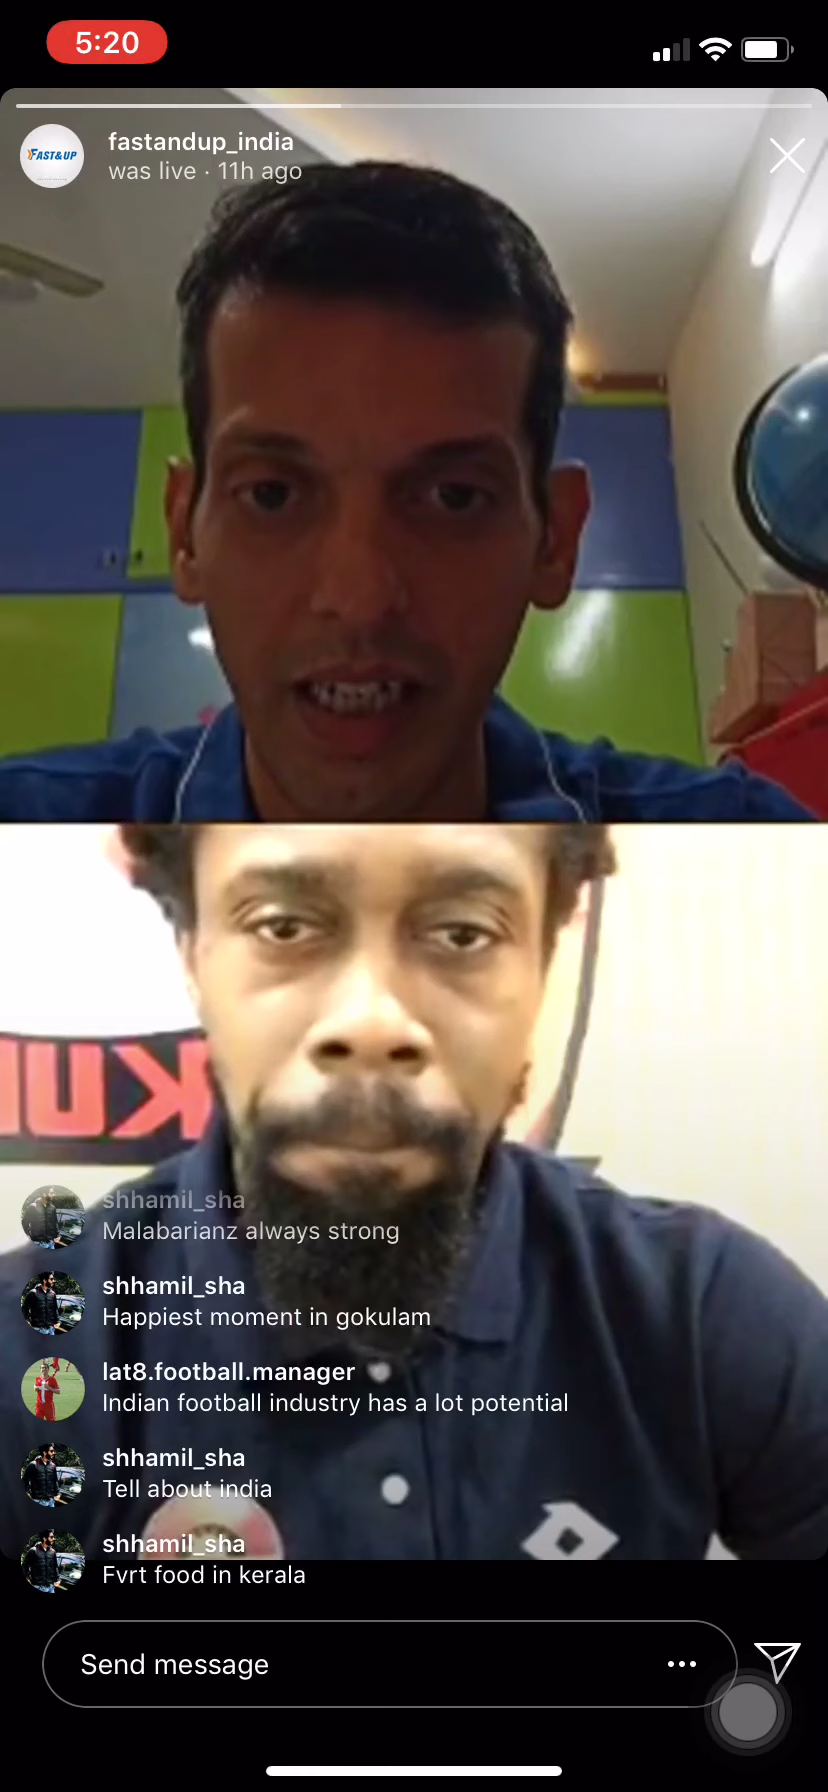 5:20
fastandup_india
was live · 11h ago
FAST&UP
KU
shhamil_sha
Malabarianz always strong
shhamil_sha
Happiest moment in gokulam
lat8.football.manager
Indian football industry has a lot potential
shhamil_sha
Tell about india
shhamil_sha
Fvrt food in kerala
Send message